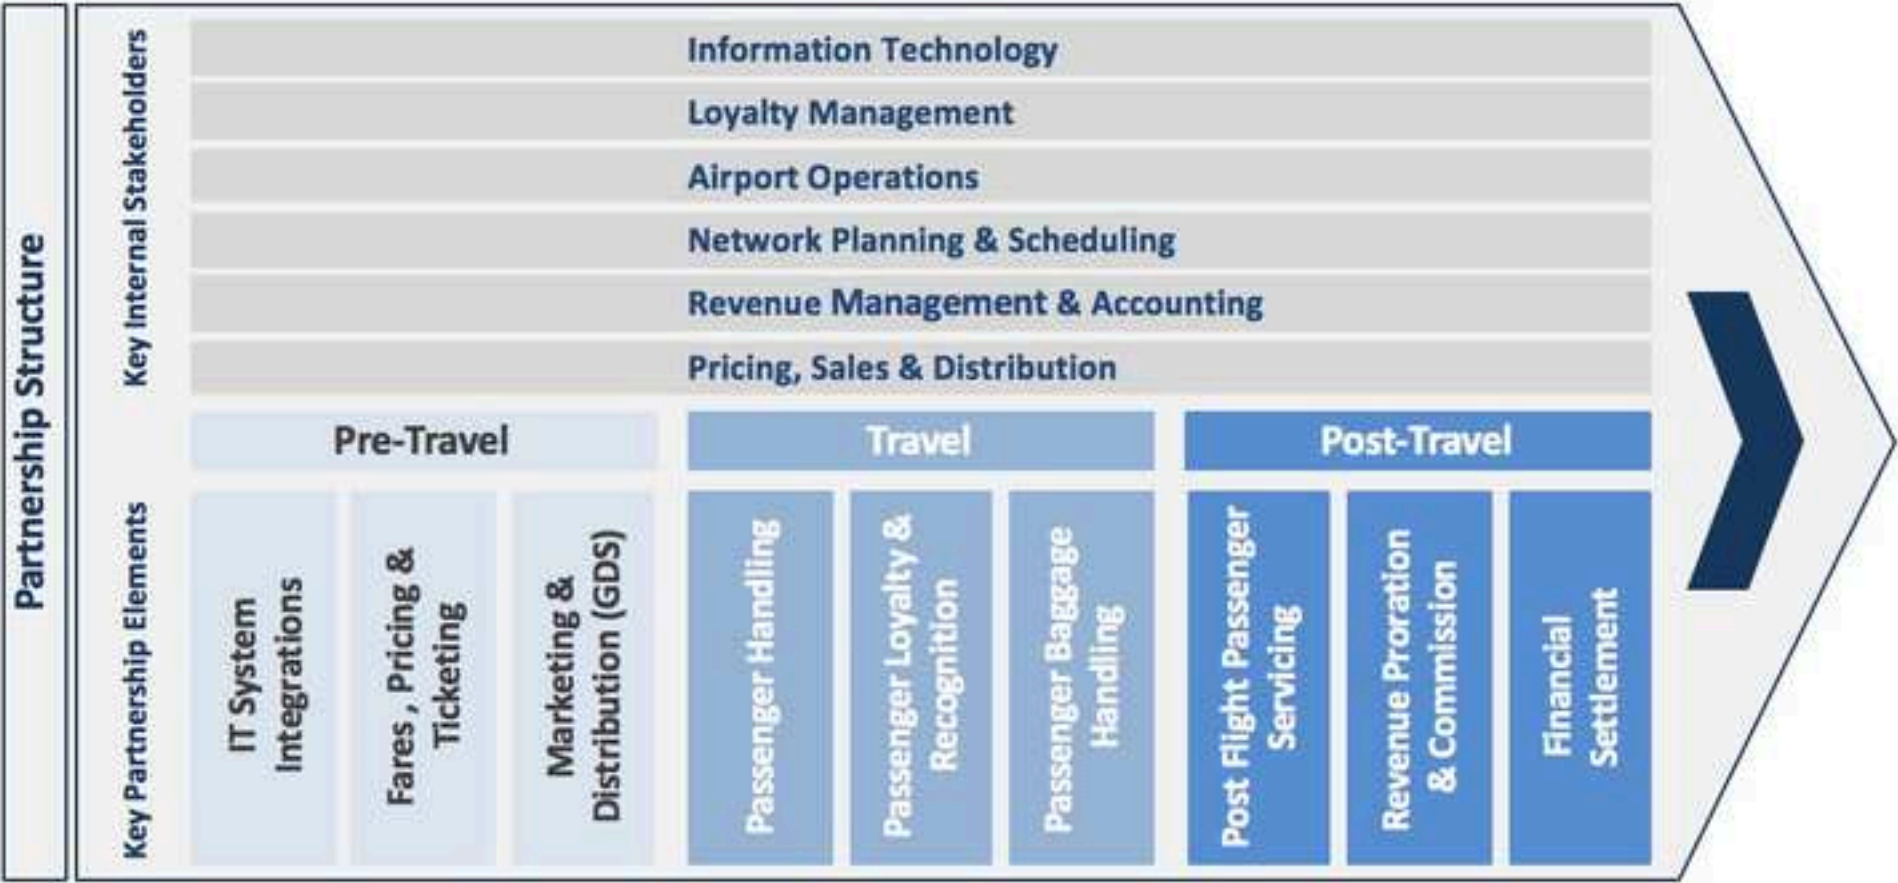 Partnership Structure
Key Internal Stakeholders
Information Technology
Loyalty Management
Airport Operations
Network Planning & Scheduling
Revenue Management & Accounting
Pricing, Sales & Distribution
Pre-Travel
Travel
Post-Travel
Key Partnership Elements
IT System
Integrations
Fares , Pricing &
Ticketing
Marketing &
Distribution (GDS)
Passenger Handling
Passenger Loyalty &
Recognition
Passenger Baggage
Handling
Post Flight Passenger
Servicing
Revenue Proration
& Commission
Financial
Settlement